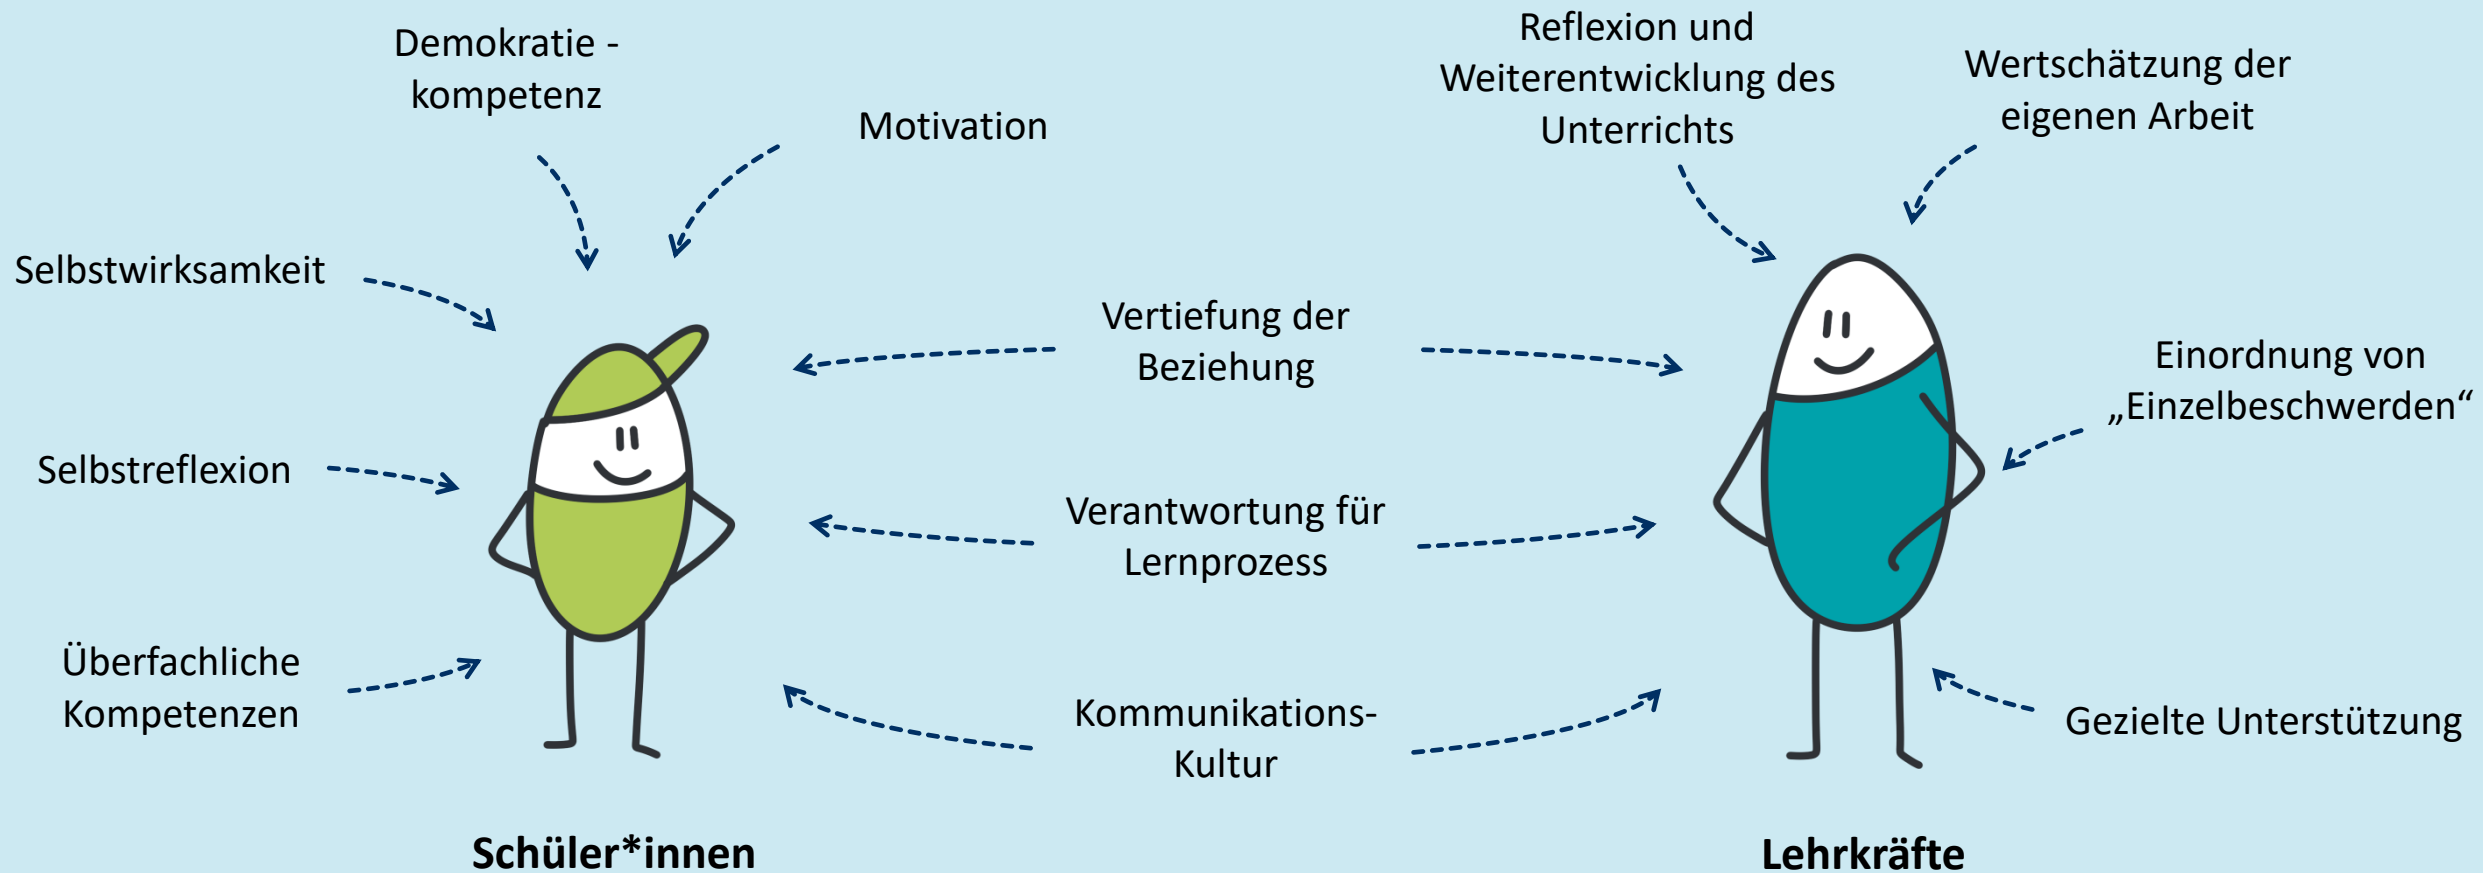 Demokratie -
kompetenz
Motivation
Selbstwirksamkeit
Selbstreflexion
Überfachliche
Kompetenzen
Schüler*innen
Vertiefung der
Beziehung
Verantwortung für
Lernprozess
Kommunikations-
Kultur
Reflexion und
Weiterentwicklung des
Unterrichts
Wertschätzung der
eigenen Arbeit
Einordnung von
„Einzelbeschwerden“
Gezielte Unterstützung
Lehrkräfte